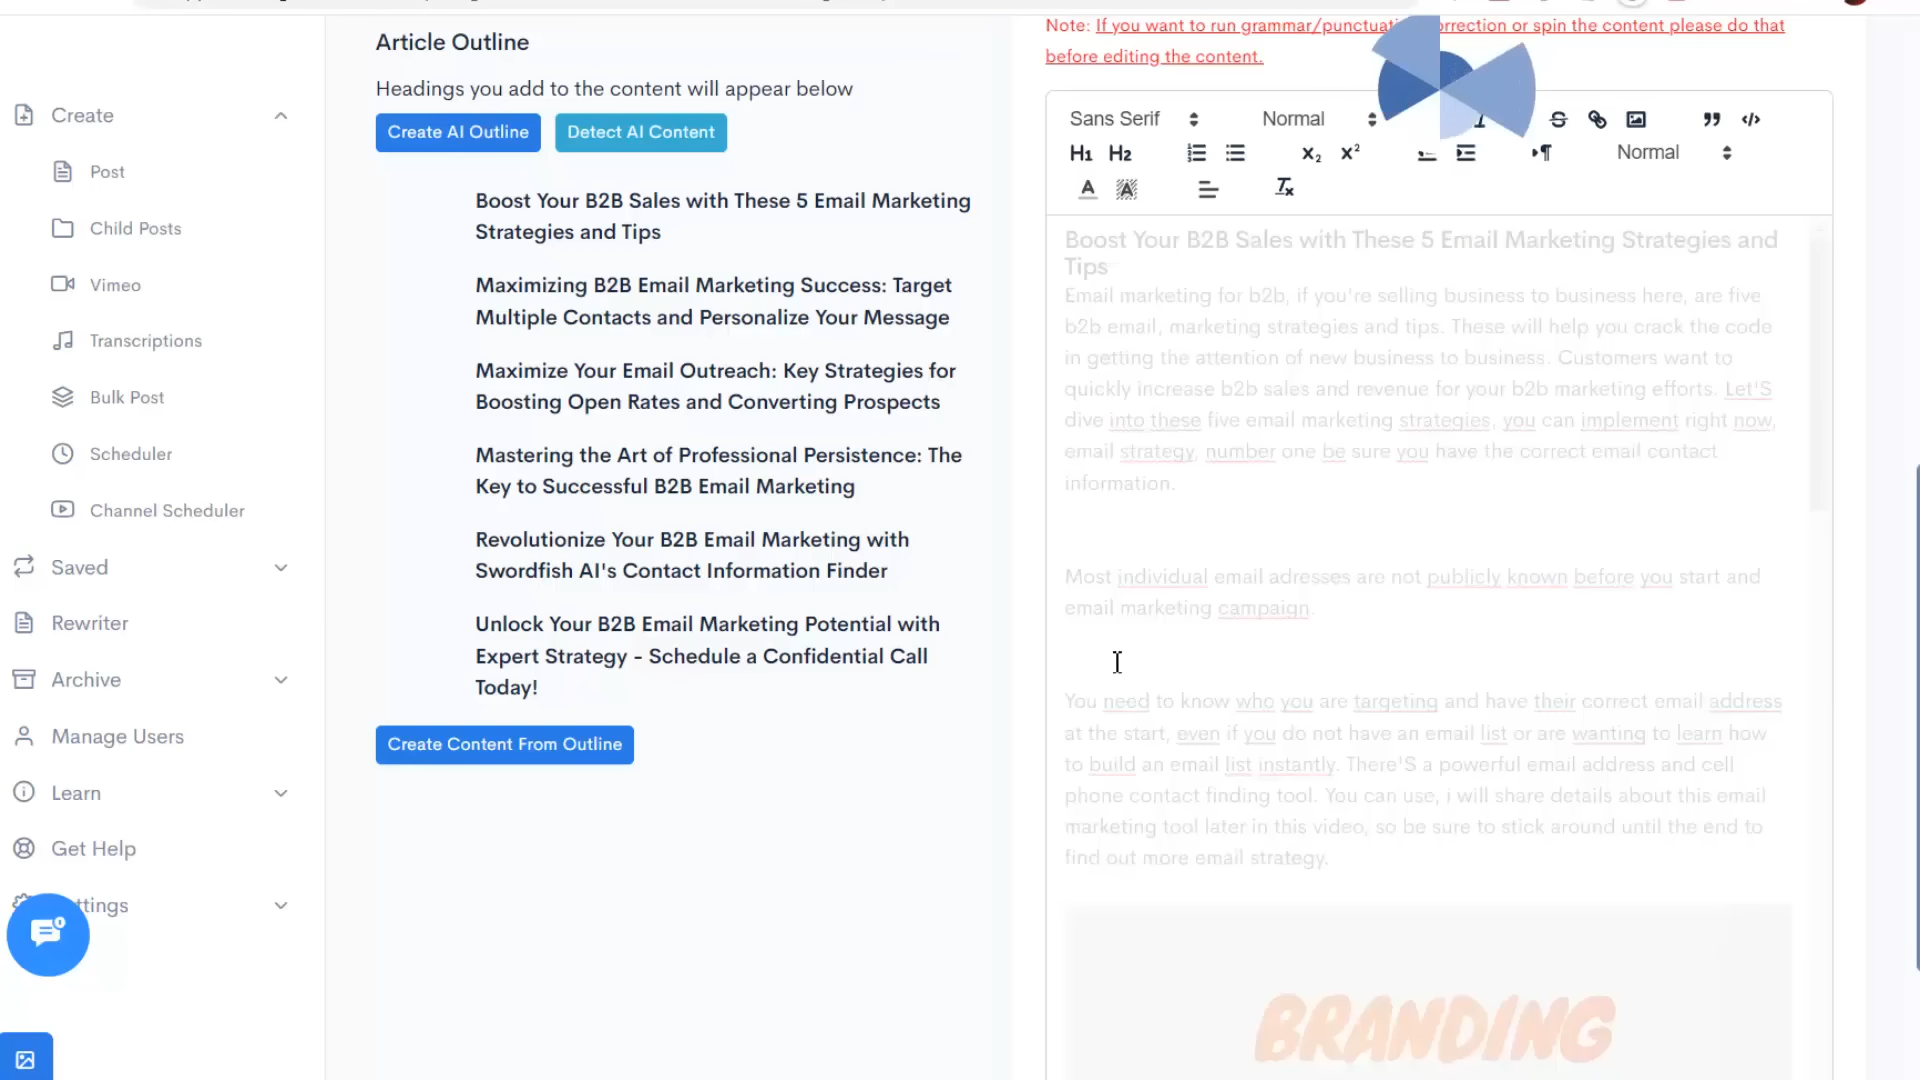 Create
Post
Child Posts
Vimeo
Transcriptions
Bulk Post
Scheduler
Channel Scheduler
Saved
Rewriter
Archive
Manage Users
Learn
Get Help
ttings
Article Outline
Headings you add to the content will appear below
Create AI Outline
Detect AI Content
Boost Your B2B Sales with These 5 Email Marketing
Strategies and Tips
Maximizing B2B Email Marketing Success: Target
Multiple Contacts and Personalize Your Message
Maximize Your Email Outreach: Key Strategies for
Boosting Open Rates and Converting Prospects
Mastering the Art of Professional Persistence: The
Key to Successful B2B Email Marketing
Revolutionize Your B2B Email Marketing with
Swordfish AI's Contact Information Finder
Unlock Your B2B Email Marketing Potential with
Expert Strategy - Schedule a Confidential Call
Today!
Create Content From Outline
Note: If you want to run grammar/punctuati rrection or spin the content please do that
before editing the content.
Sans Serif
Normal
H1 H2
X2 X²
Normal
Boost Your B2B Sales with These 5 Email Marketing Strategies and
Tips
Email marketing for b2b, if you're selling business to business here, are five
b2b email, marketing strategies and tips. These will help you crack the code
in getting the attention of new business to business. Customers want to
quickly increase b2b sales and revenue for your b2b marketing efforts. Let'S
dive into these five email marketing strategies, you can implement right now,
email strategy, number one be sure you have the correct email contact
information.
Most individual email adresses are not publicly known before you start and
email marketing campaign.
You need to know who you are targeting and have their correct email address
at the start, even if you do not have an email list or are wanting to learn how
to build an email list instantly. There'S a powerful email address and cell
phone contact finding tool. You can use, i will share details about this email
marketing tool later in this video, so be sure to stick around until the end to
find out more email strategy.
BRANDING